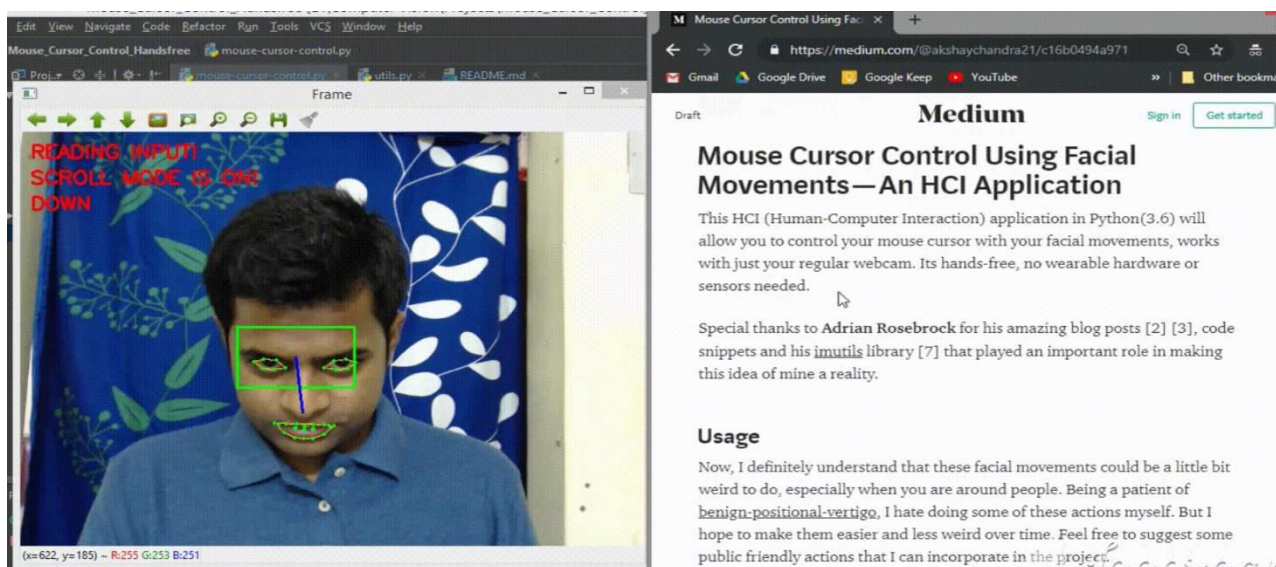 Edit View Navigate Code Refactor Run Tools VCS Window Help
Mouse_Cursor_Control_Handsfree mouse-cursor-control.py
Proj.. mouse-cursor-control.py utils.py README.md
Frame
READING INPUT!
SCROLL MODE IS ON!
DOWN
(x=622, y=185) ~ R:255 G:253 B:251
M Mouse Cursor Control Using Fac
https://medium.com/@akshaychandra21/c16b0494a971
Gmail Google Drive Google Keep YouTube » Other bookma
Draft Medium Sign in Get started
Mouse Cursor Control Using Facial
Movements—An HCI Application
This HCI (Human-Computer Interaction) application in Python(3.6) will
allow you to control your mouse cursor with your facial movements, works
with just your regular webcam. Its hands-free, no wearable hardware or
sensors needed.
Special thanks to Adrian Rosebrock for his amazing blog posts [2] [3], code
snippets and his imutils library [7] that played an important role in making
this idea of mine a reality.
Usage
Now, I definitely understand that these facial movements could be a little bit
weird to do, especially when you are around people. Being a patient of
benign-positional-vertigo, I hate doing some of these actions myself. But I
hope to make them easier and less weird over time. Feel free to suggest some
public friendly actions that I can incorporate in the project.